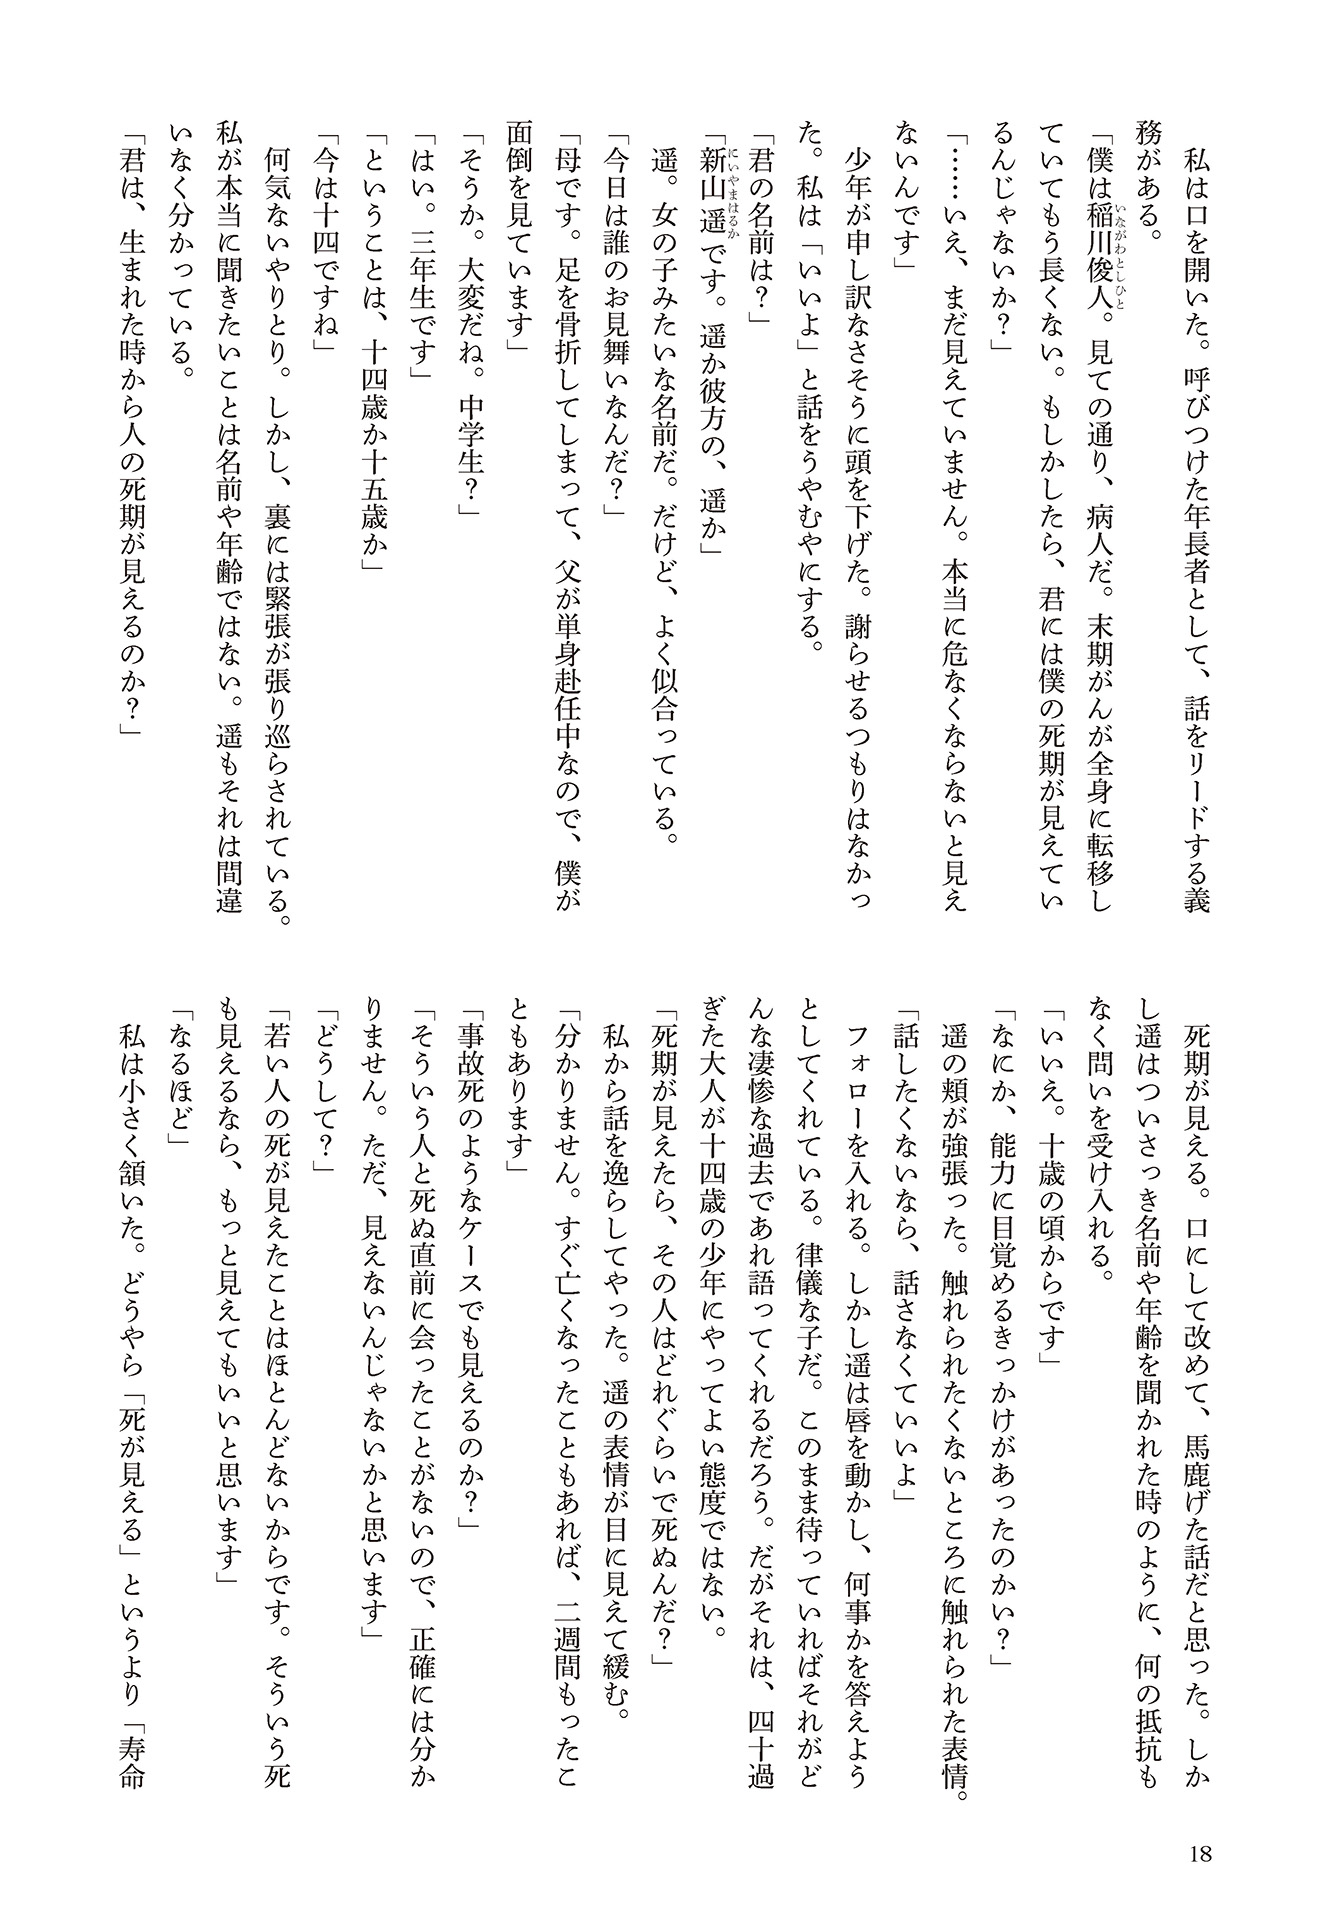 私は口を開いた。呼びつけた年長者として、話をリードする義
務がある。
「僕は稲川俊人。見ての通り、病人だ。末期がんが全身に転移し
いながわとしひと
ていてもう長くない。もしかしたら、君には僕の死期が見えてい
るんじゃないか？」
「……いえ、まだ見えていません。本当に危なくならないと見え
ないんです」
　少年が申し訳なさそうに頭を下げた。謝らせるつもりはなかっ
た。私は「いいよ」と話をうやむやにする。
「君の名前は？」
「新山遥です。遥か彼方の、遥か」
にいやまはるか
　遥。女の子みたいな名前だ。だけど、よく似合っている。
「今日は誰のお見舞いなんだ？」
「母です。足を骨折してしまって、父が単身赴任中なので、僕が
面倒を見ています」
「そうか。大変だね。中学生？」
「はい。三年生です」
「ということは、十四歳か十五歳か」
「今は十四ですね」
　何気ないやりとり。しかし、裏には緊張が張り巡らされている。
私が本当に聞きたいことは名前や年齢ではない。遥もそれは間違
いなく分かっている。
「君は、生まれた時から人の死期が見えるのか？」
　死期が見える。口にして改めて、馬鹿げた話だと思った。しか
し遥はついさっき名前や年齢を聞かれた時のように、何の抵抗も
なく問いを受け入れる。
「いいえ。十歳の頃からです」
「なにか、能力に目覚めるきっかけがあったのかい？」
　遥の頬が強張った。触れられたくないところに触れられた表情。
「話したくないなら、話さなくていいよ」
　フォローを入れる。しかし遥は唇を動かし、何事かを答えよう
としてくれている。律儀な子だ。このまま待っていればそれがど
んな凄惨な過去であれ語ってくれるだろう。だがそれは、四十過
ぎた大人が十四歳の少年にやってよい態度ではない。
「死期が見えたら、その人はどれぐらいで死ぬんだ？」
　私から話を逸らしてやった。遥の表情が目に見えて緩む。
「分かりません。すぐ亡くなったこともあれば、二週間もったこ
ともあります」
「事故死のようなケースでも見えるのか？」
「そういう人と死ぬ直前に会ったことがないので、正確には分か
りません。ただ、見えないんじゃないかと思います」
「どうして？」
「若い人の死が見えたことはほとんどないからです。そういう死
も見えるなら、もっと見えてもいいと思います」
「なるほど」
　私は小さく頷いた。どうやら「死が見える」というより「寿命
18